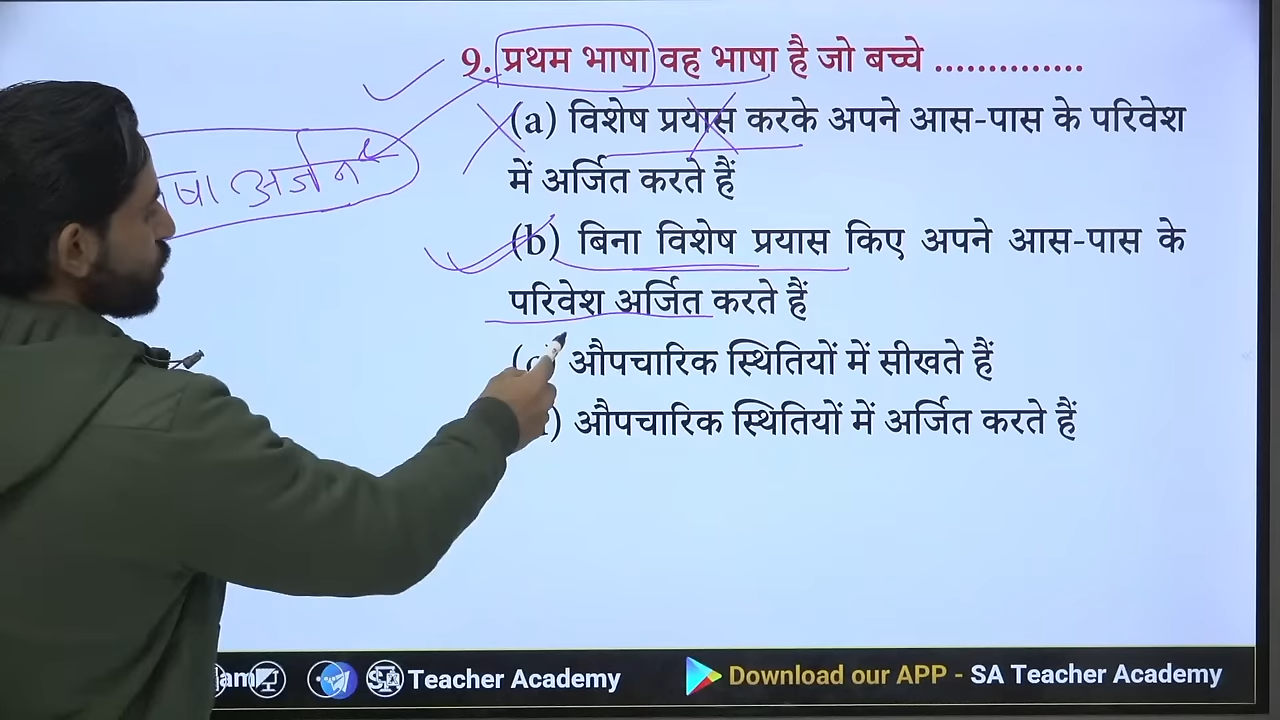 9. प्रथम भाषा वह भाषा है जो बच्चे ..............
(a) विशेष प्रयास करके अपने आस-पास के परिवेश
में अर्जित करते हैं
(b) बिना विशेष प्रयास किए अपने आस-पास के
परिवेश अर्जित करते हैं
औपचारिक स्थितियों में सीखते हैं
औपचारिक स्थितियों में अर्जित करते हैं
अर्जन
Teacher Academy
Download our APP - SA Teacher Academy